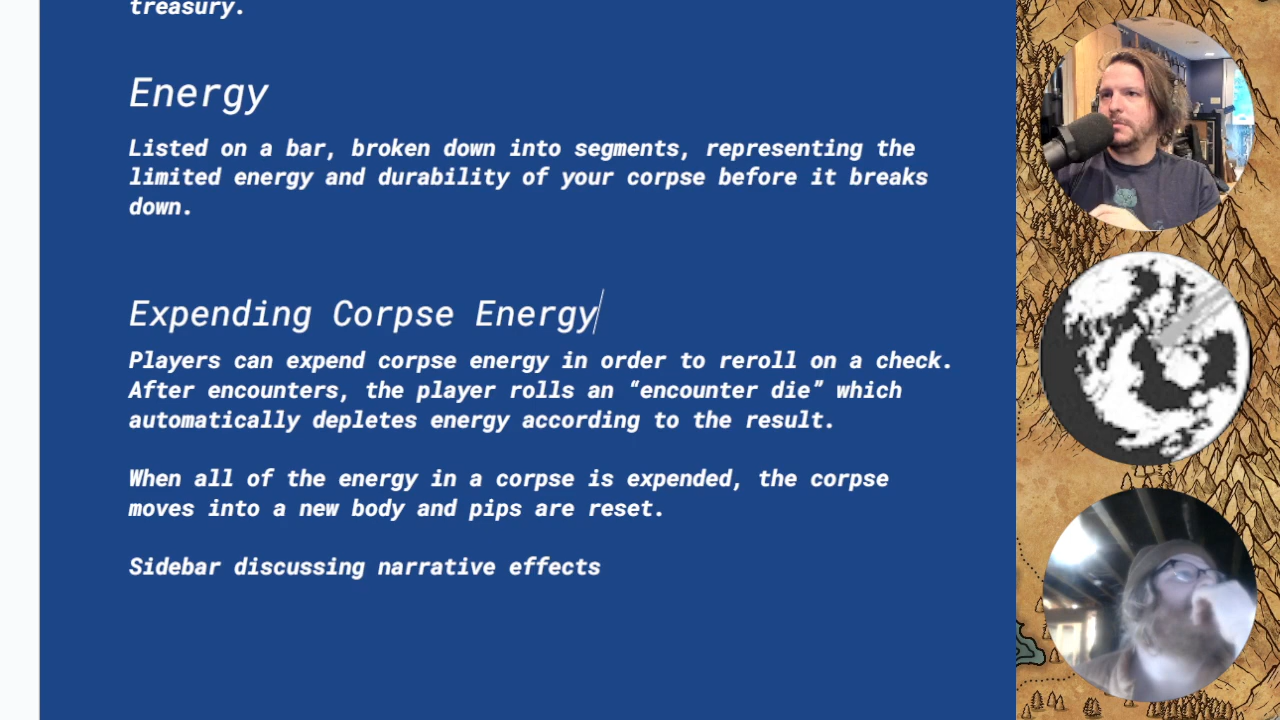 treasury.
Energy
Listed on a bar, broken down into segments, representing the
limited energy and durability of your corpse before it breaks
down.
Expending Corpse Energy
Players can expend corpse energy in order to reroll on a check.
After encounters, the player rolls an “encounter die” which
automatically depletes energy according to the result.
When all of the energy in a corpse is expended, the corpse
moves into a new body and pips are reset.
Sidebar discussing narrative effects